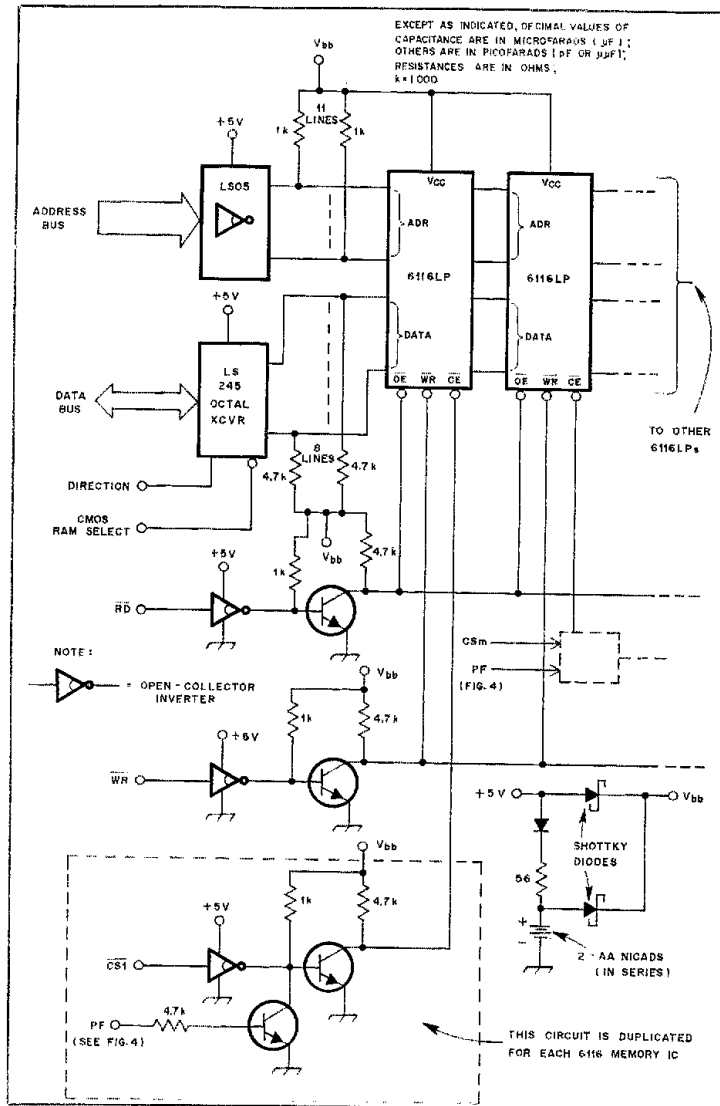 EXCEPT AS INDICATED, DECIMAL VALUES OF
CAPACITANCE ARE IN MICROFARADS ( µF ) ;
OTHERS ARE IN PICOFARADS ( pF OR µµF);
RESISTANCES ARE IN OHMS ;
k=1000
Vbb
11
LINES
1k
1k
+5V
LS05
ADDRESS
BUS
Vcc
ADR
6116LP
DATA
OE WR CE
Vcc
ADR
6116LP
DATA
OE WR CE
TO OTHER
6116LPs
+5V
LS
245
OCTAL
XCVR
DATA
BUS
8
LINES
4.7k
4.7k
DIRECTION
CMOS
RAM SELECT
Vbb
+5V
1k
4.7k
RD
CSm
PF
(FIG. 4)
NOTE :
= OPEN-COLLECTOR
INVERTER
Vbb
+5V
1k
4.7k
WR
+5V
Vbb
SHOTTKY
DIODES
56
+
-
2 - AA NICADS
(IN SERIES)
Vbb
+5V
1k
4.7k
CS1
PF
(SEE FIG. 4)
4.7k
THIS CIRCUIT IS DUPLICATED
FOR EACH 6116 MEMORY IC